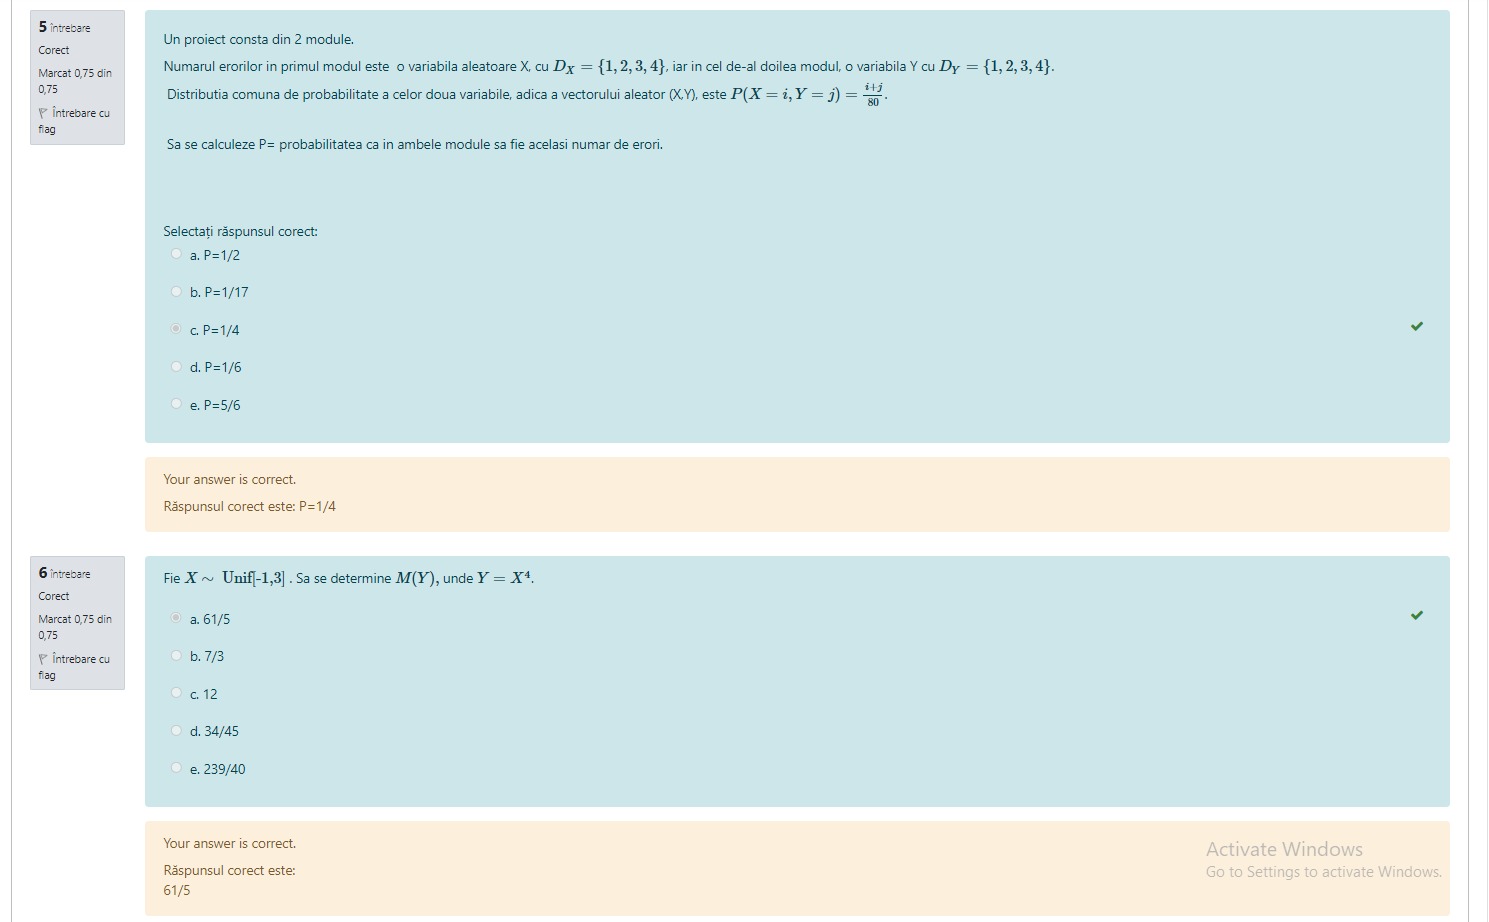 5 întrebare
Corect
Marcat 0,75 din
0,75
Întrebare cu
flag
Un proiect consta din 2 module.
Numarul erorilor in primul modul este o variabila aleatoare X, cu D_X = {1, 2, 3, 4}, iar in cel de-al doilea modul, o variabila Y cu D_Y = {1, 2, 3, 4}.
Distributia comuna de probabilitate a celor doua variabile, adica a vectorului aleator (X,Y), este P(X = i, Y = j) = (i+j)/80.
Sa se calculeze P= probabilitatea ca in ambele module sa fie acelasi numar de erori.
Selectați răspunsul corect:
a. P=1/2
b. P=1/17
c. P=1/4
d. P=1/6
e. P=5/6
Your answer is correct.
Răspunsul corect este: P=1/4
6 întrebare
Corect
Marcat 0,75 din
0,75
Întrebare cu
flag
Fie X ∼ Unif[-1,3] . Sa se determine M(Y), unde Y = X⁴.
a. 61/5
b. 7/3
c. 12
d. 34/45
e. 239/40
Your answer is correct.
Răspunsul corect este:
61/5
Activate Windows
Go to Settings to activate Windows.